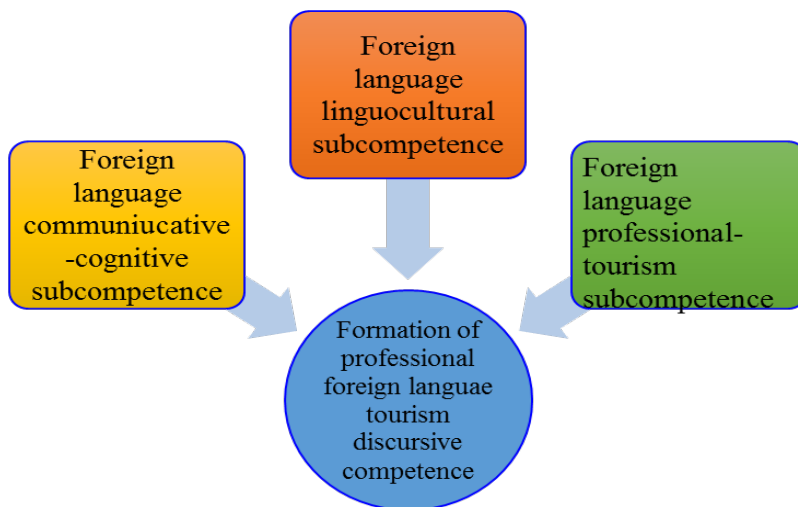 Foreign
language
linguocultural
subcompetence
Foreign
language
communiucative
-cognitive
subcompetence
Foreign
language
professional-
tourism
subcompetence
Formation of
professional
foreign languae
tourism
discursive
competence